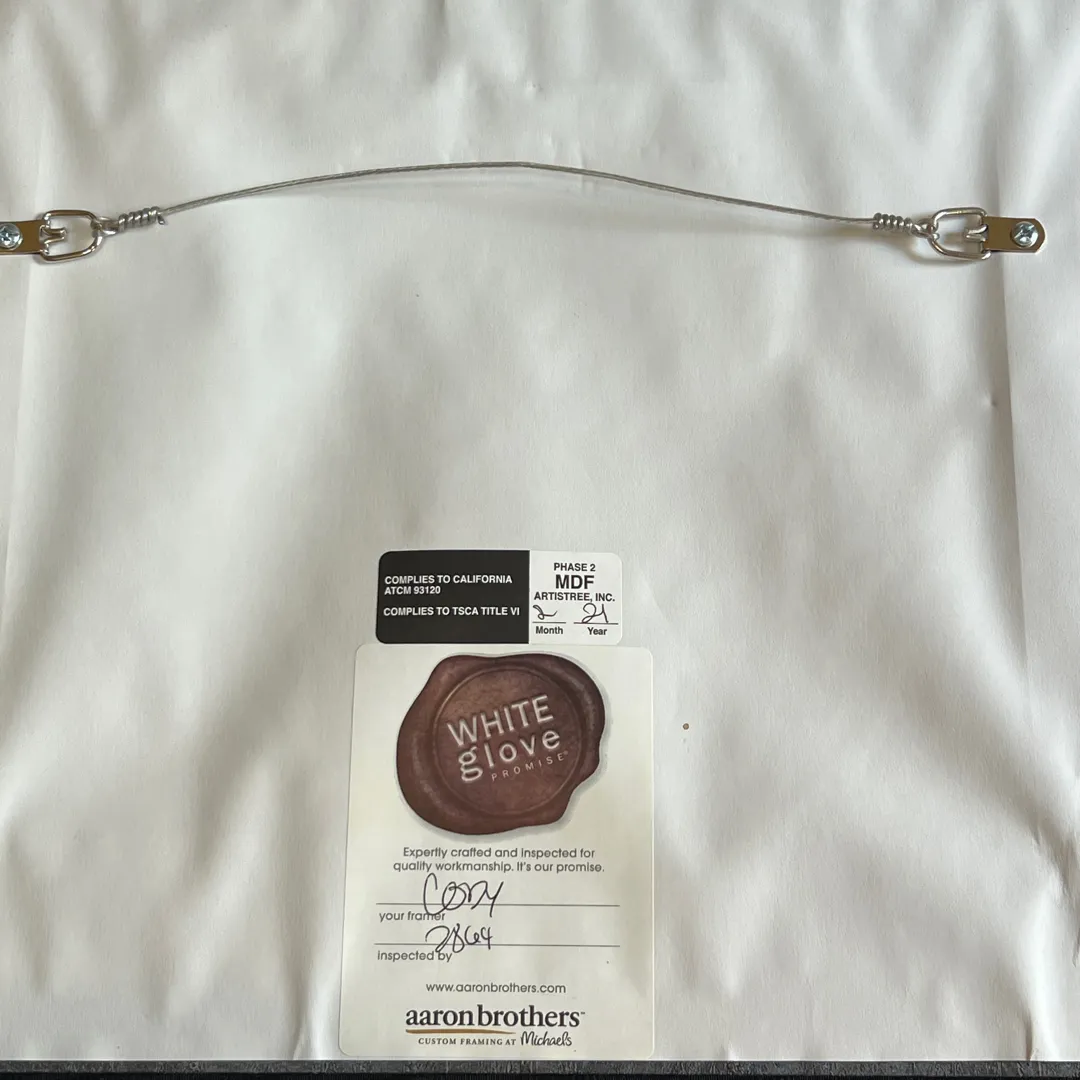 COMPLIES TO CALIFORNIA
ATCM 93120
COMPLIES TO TSCA TITLE VI
PHASE 2
MDF
ARTISTREE, INC.
2 21
Month Year
WHITE
glove
PROMISE
Expertly crafted and inspected for
quality workmanship. It's our promise.
Cory
your framer
2864
inspected by
www.aaronbrothers.com
aaronbrothers™
CUSTOM FRAMING AT Michaels